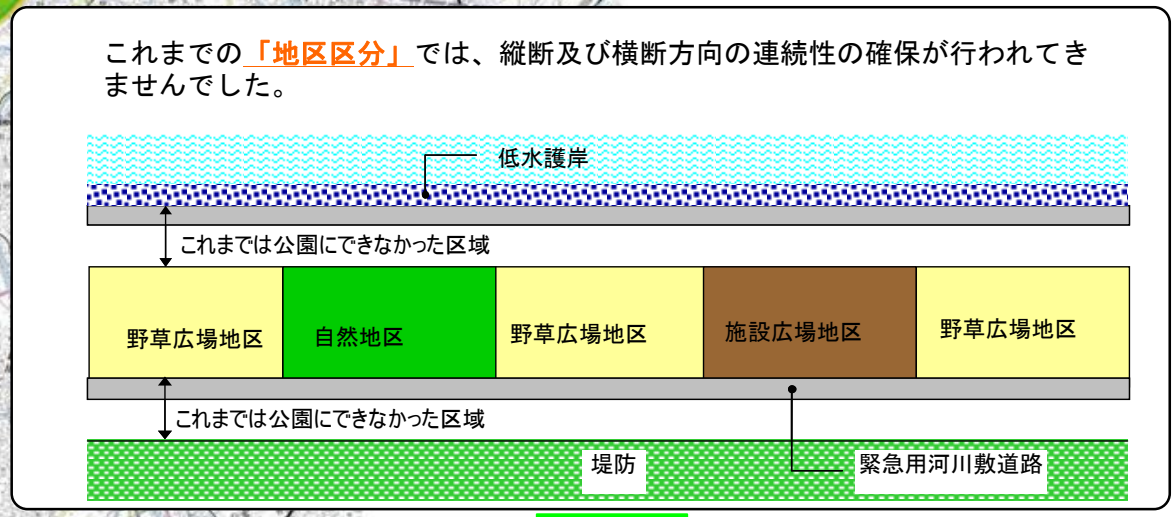 これまでの「地区区分」では、縦断及び横断方向の連続性の確保が行われてき
ませんでした。
低水護岸
これまでは公園にできなかった区域
野草広場地区
自然地区
野草広場地区
施設広場地区
野草広場地区
これまでは公園にできなかった区域
堤防
緊急用河川敷道路